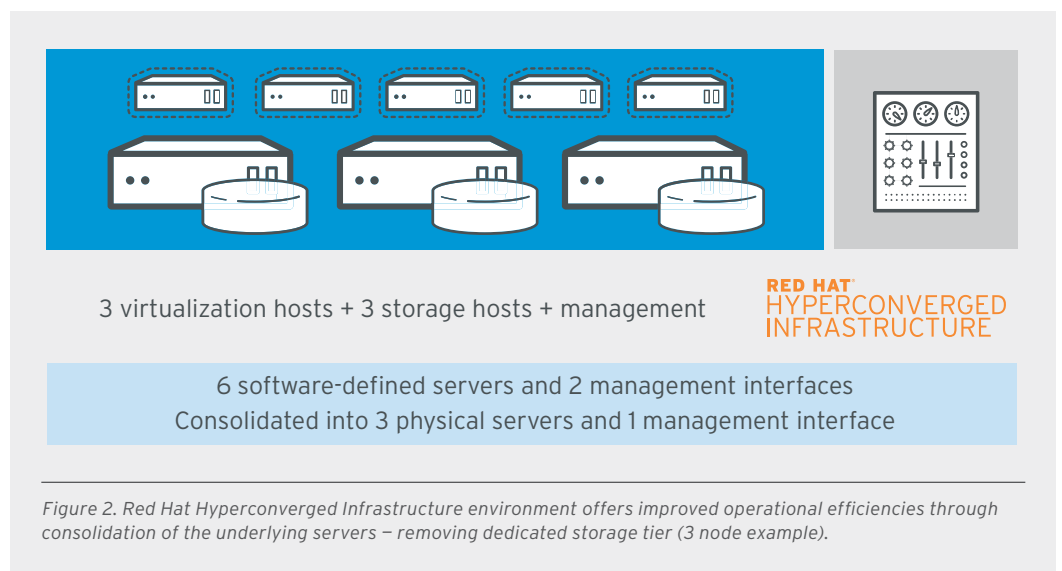 3 virtualization hosts + 3 storage hosts + management
RED HAT®
HYPERCONVERGED
INFRASTRUCTURE
6 software-defined servers and 2 management interfaces
Consolidated into 3 physical servers and 1 management interface
Figure 2. Red Hat Hyperconverged Infrastructure environment offers improved operational efficiencies through
consolidation of the underlying servers — removing dedicated storage tier (3 node example).